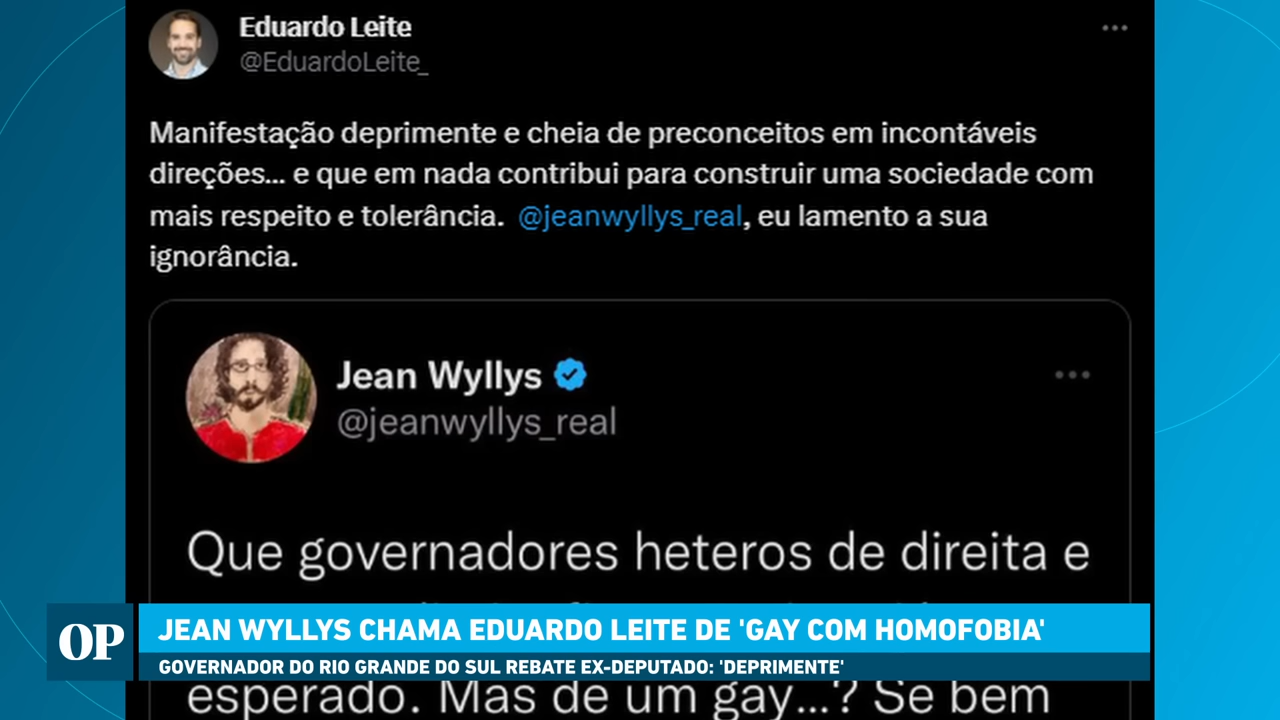 Eduardo Leite
@EduardoLeite_
Manifestação deprimente e cheia de preconceitos em incontáveis
direções... e que em nada contribui para construir uma sociedade com
mais respeito e tolerância. @jeanwyllys_real, eu lamento a sua
ignorância.
Jean Wyllys
@jeanwyllys_real
Que governadores heteros de direita e
OP
JEAN WYLLYS CHAMA EDUARDO LEITE DE 'GAY COM HOMOFOBIA'
GOVERNADOR DO RIO GRANDE DO SUL REBATE EX-DEPUTADO: 'DEPRIMENTE'
esperado. Mas de um gay...? Se bem